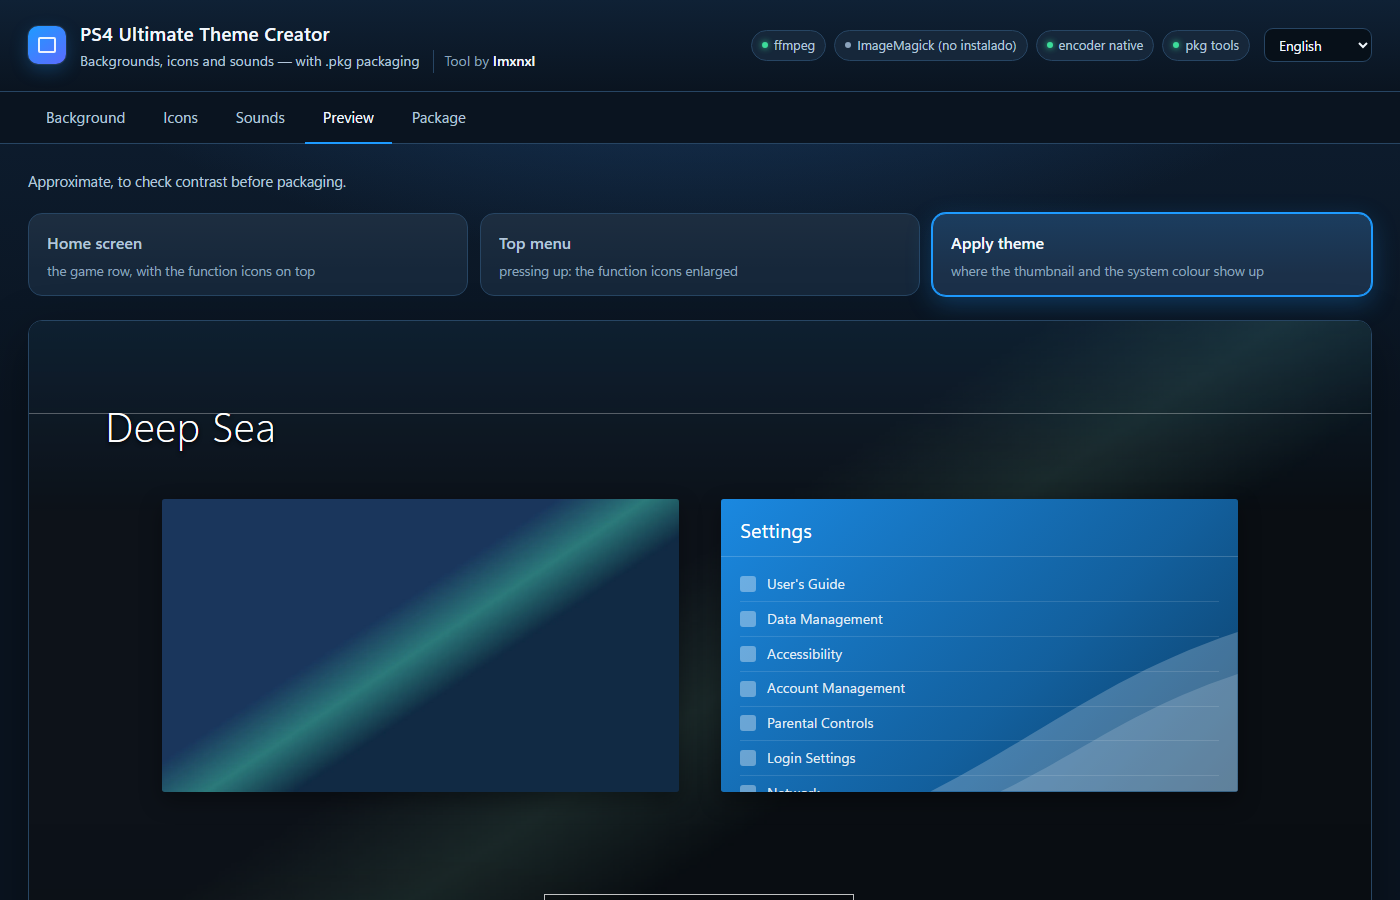 PS4 Ultimate Theme Creator
Backgrounds, icons and sounds — with .pkg packaging
Tool by lmxnxl
ffmpeg
ImageMagick (no instalado)
encoder native
pkg tools
English
Background
Icons
Sounds
Preview
Package
Approximate, to check contrast before packaging.
Home screen
the game row, with the function icons on top
Top menu
pressing up: the function icons enlarged
Apply theme
where the thumbnail and the system colour show up
Deep Sea
Settings
User's Guide
Data Management
Accessibility
Account Management
Parental Controls
Login Settings
Network